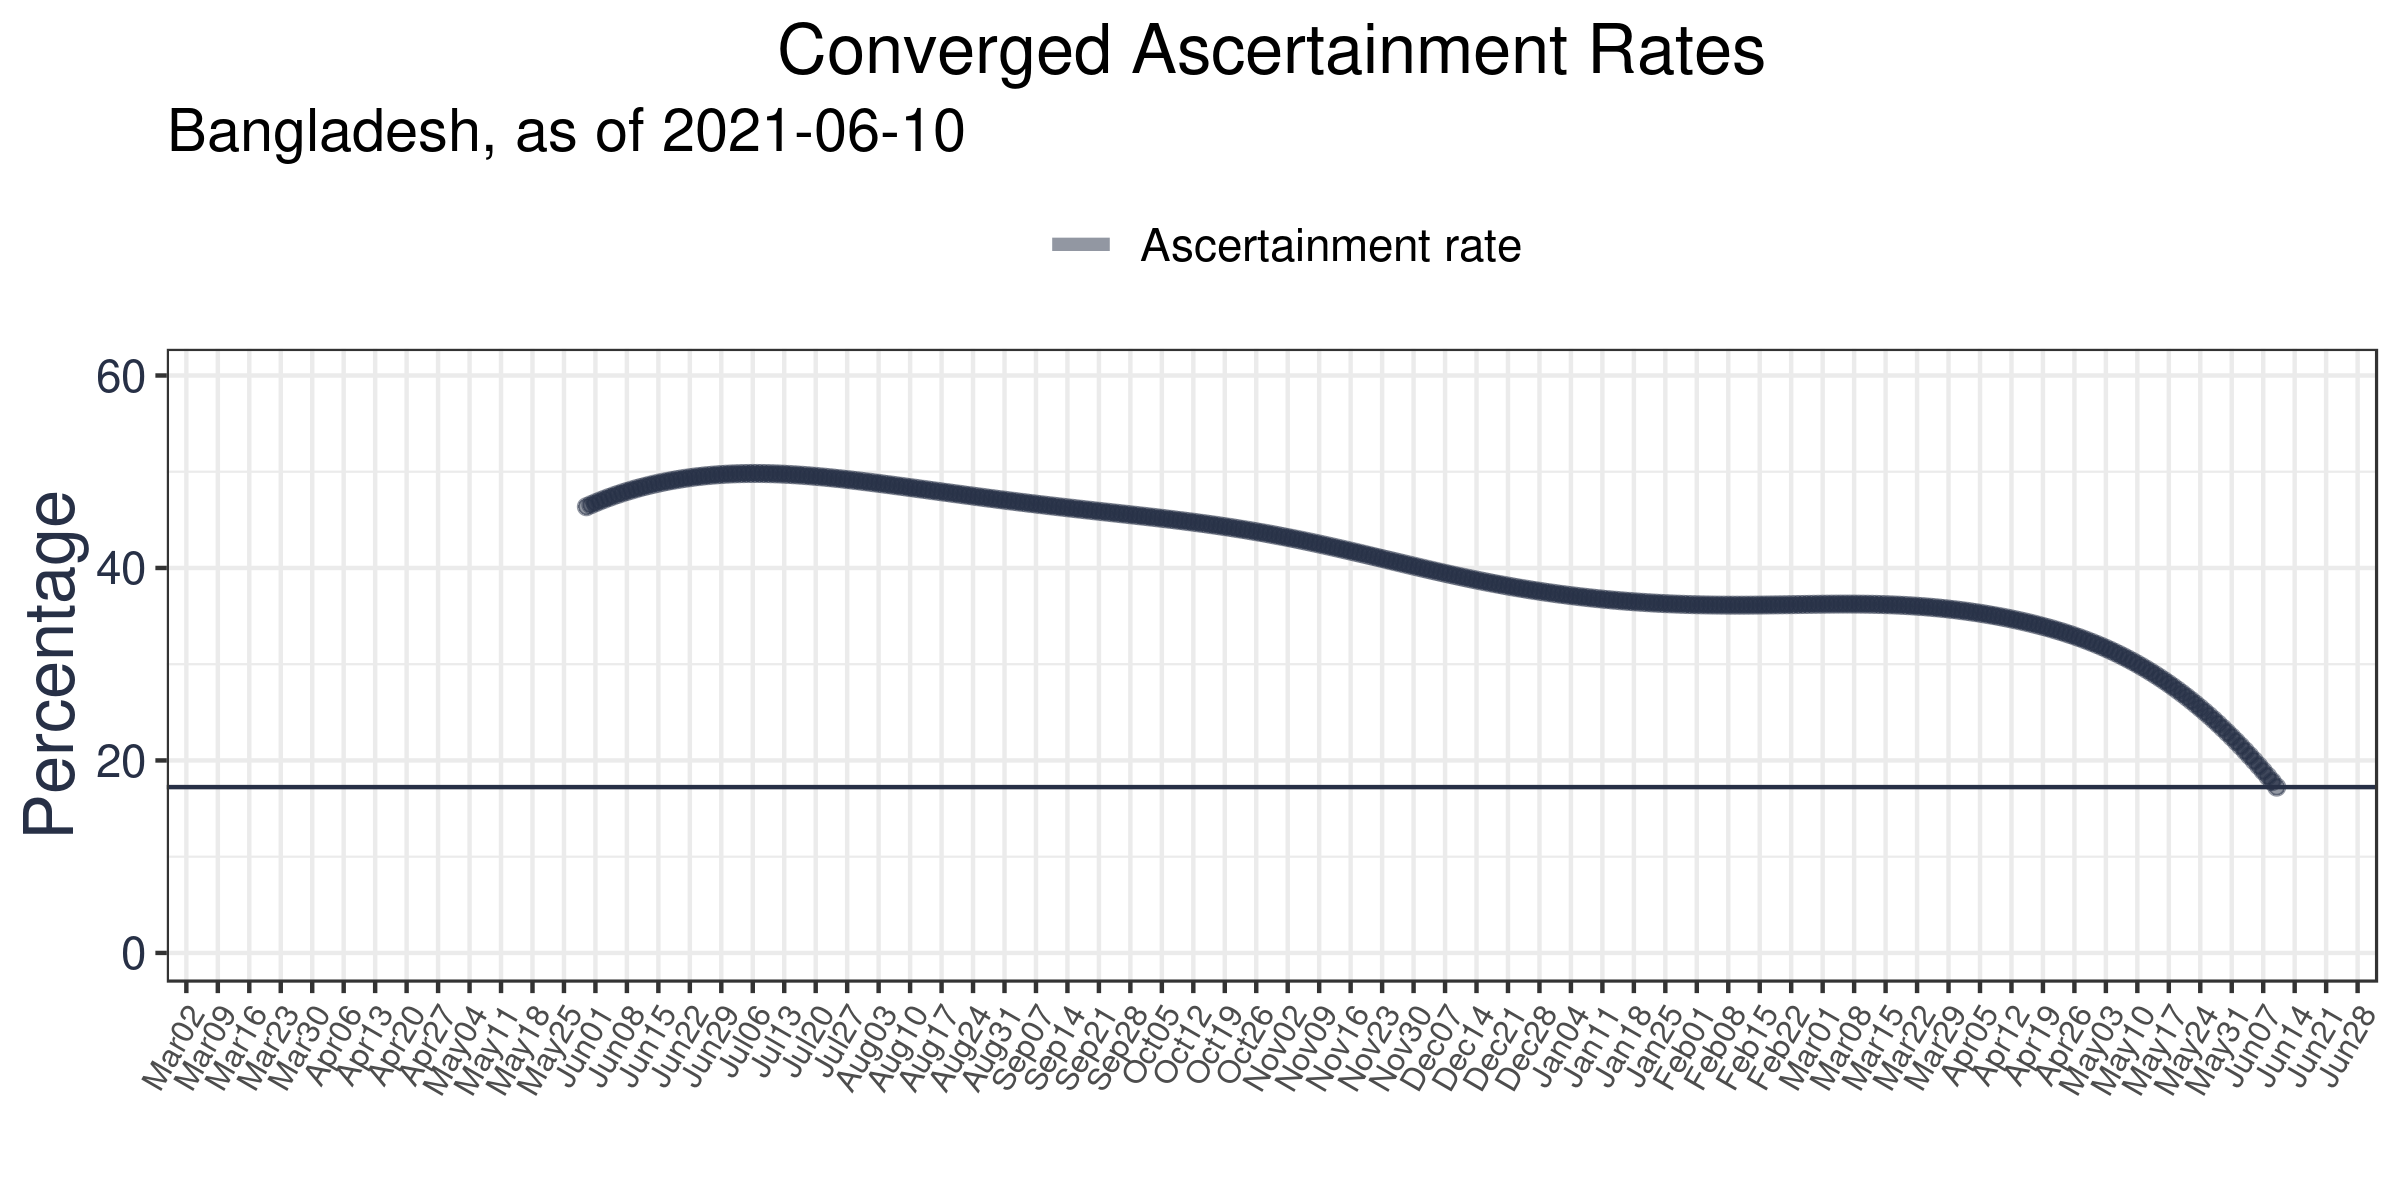 Converged Ascertainment Rates
Bangladesh, as of 2021-06-10
Ascertainment rate
Percentage
60
40
20
0
Mar02 Mar09 Mar16 Mar23 Mar30 Apr06 Apr13 Apr20 Apr27 May04 May11 May18 May25 Jun01 Jun08 Jun15 Jun22 Jun29 Jul06 Jul13 Jul20 Jul27 Aug03 Aug10 Aug17 Aug24 Aug31 Sep07 Sep14 Sep21 Sep28 Oct05 Oct12 Oct19 Oct26 Nov02 Nov09 Nov16 Nov23 Nov30 Dec07 Dec14 Dec21 Dec28 Jan04 Jan11 Jan18 Jan25 Feb01 Feb08 Feb15 Feb22 Mar01 Mar08 Mar15 Mar22 Mar29 Apr05 Apr12 Apr19 Apr26 May03 May10 May17 May24 May31 Jun07 Jun14 Jun21 Jun28